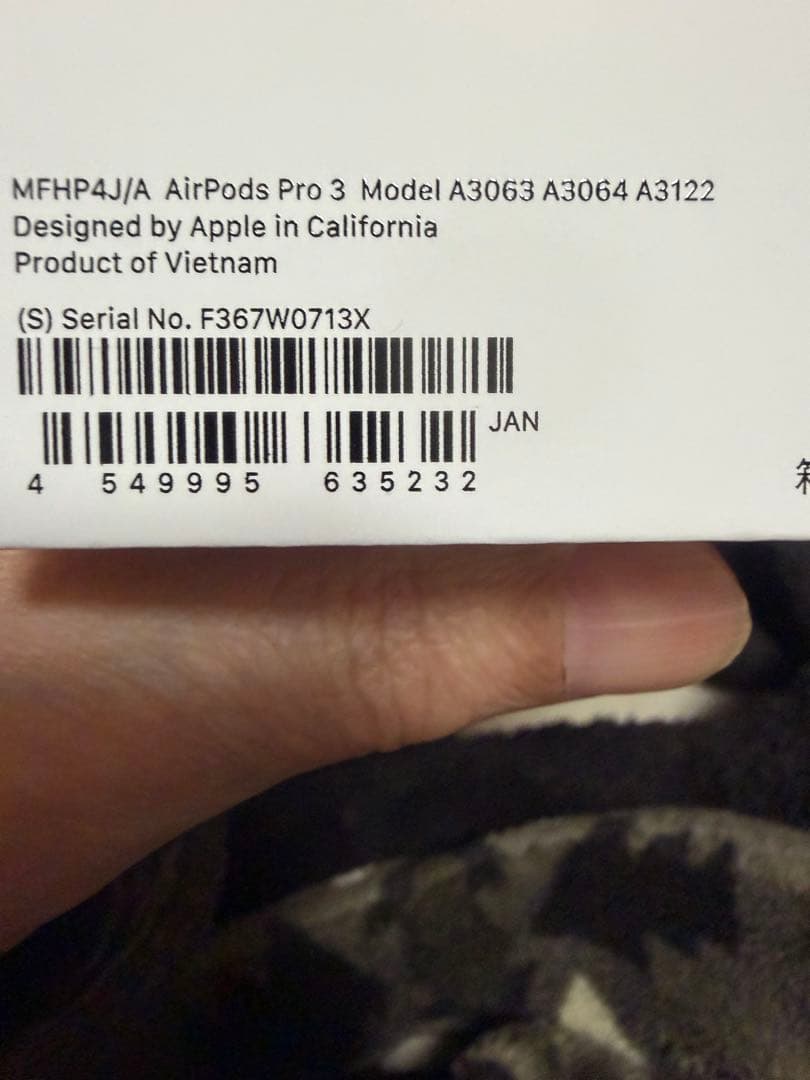 MFHP4J/A AirPods Pro 3 Model A3063 A3064 A3122
Designed by Apple in California
Product of Vietnam
(S) Serial No. F367W0713X
JAN
4 549995 635232